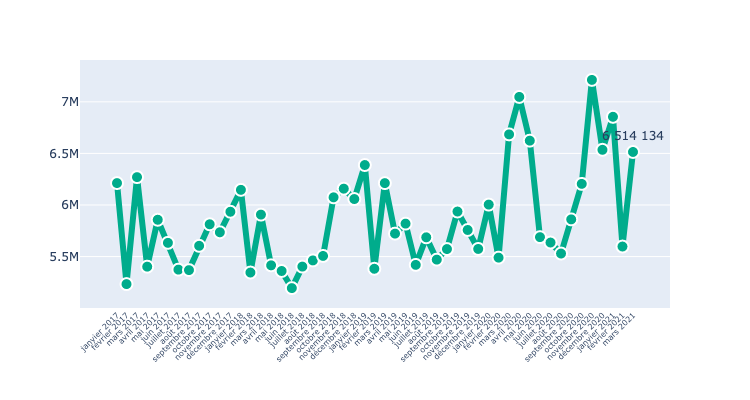 7M
6.5M
6M
5.5M
6 514 134
janvier 2017
février 2017
mars 2017
avril 2017
mai 2017
juin 2017
juillet 2017
août 2017
septembre 2017
octobre 2017
novembre 2017
décembre 2017
janvier 2018
février 2018
mars 2018
avril 2018
mai 2018
juin 2018
juillet 2018
août 2018
septembre 2018
octobre 2018
novembre 2018
décembre 2018
janvier 2019
février 2019
mars 2019
avril 2019
mai 2019
juin 2019
juillet 2019
août 2019
septembre 2019
octobre 2019
novembre 2019
décembre 2019
janvier 2020
février 2020
mars 2020
avril 2020
mai 2020
juin 2020
juillet 2020
août 2020
septembre 2020
octobre 2020
novembre 2020
décembre 2020
janvier 2021
février 2021
mars 2021